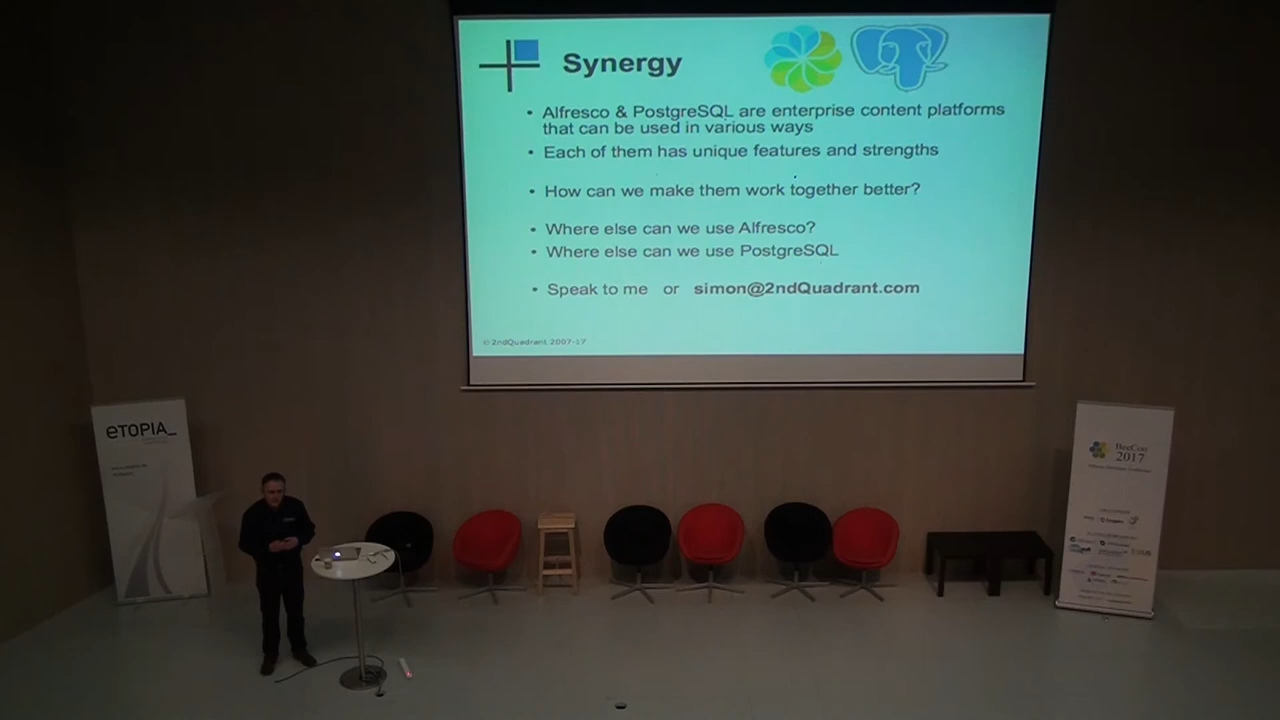 Synergy
• Alfresco & PostgreSQL are enterprise content platforms
that can be used in various ways
• Each of them has unique features and strengths
• How can we make them work together better?
• Where else can we use Alfresco?
• Where else can we use PostgreSQL
• Speak to me or simon@2ndQuadrant.com
© 2ndQuadrant 2007-17
eTOPIA_
BeeCon
2017